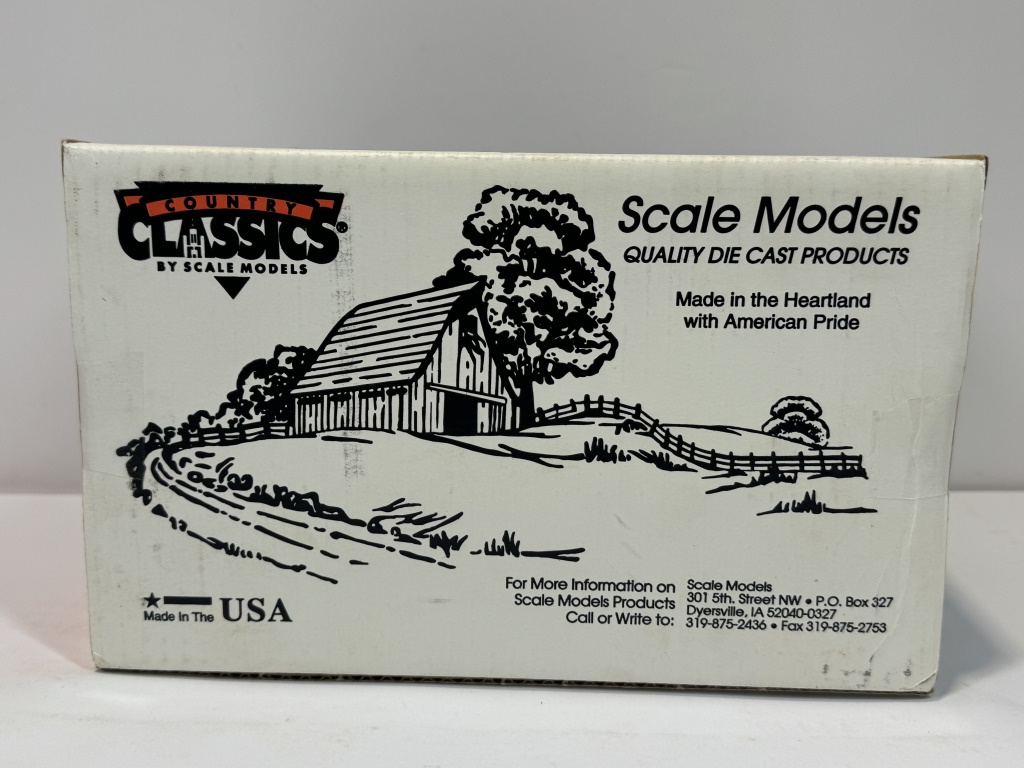 COUNTRY
CLASSICS®
BY SCALE MODELS
Scale Models
QUALITY DIE CAST PRODUCTS
Made in the Heartland
with American Pride
Made In The USA
For More Information on
Scale Models Products
Call or Write to:
Scale Models
301 5th. Street NW • P.O. Box 327
Dyersville, IA 52040-0327
319-875-2436 • Fax 319-875-2753